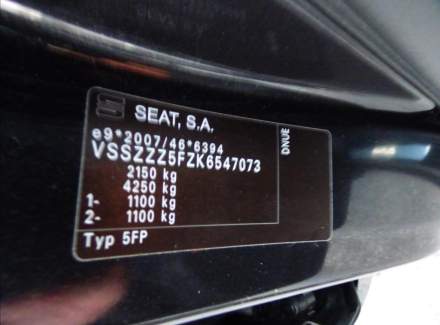 SEAT, S.A.
e9*2007/46*6394
VSSZZZ5FZK6547073
2150 kg
4250 kg
1- 1100 kg
2- 1100 kg
Typ 5FP
DNUE